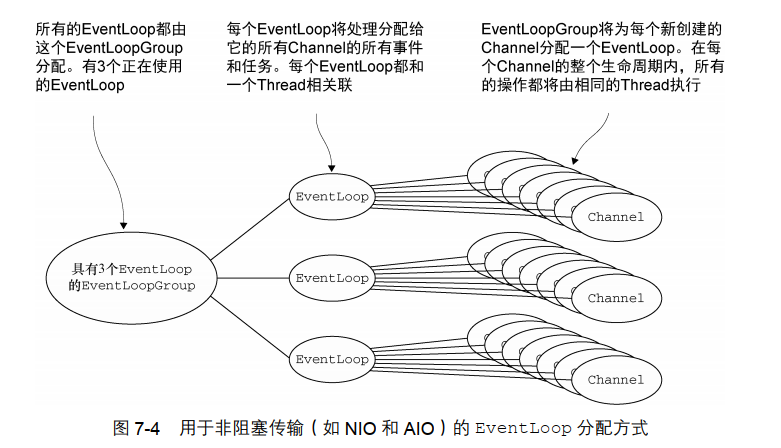 所有的EventLoop都由
这个EventLoopGroup
分配。有3个正在使用
的EventLoop
每个EventLoop将处理分配给
它的所有Channel的所有事件
和任务。每个EventLoop都和
一个Thread相关联
EventLoopGroup将为每个新创建的
Channel分配一个EventLoop。在每
个Channel的整个生命周期内，所有
的操作都将由相同的Thread执行
具有3个EventLoop
的EventLoopGroup
EventLoop
Channel
EventLoop
Channel
EventLoop
Channel
图 7-4 用于非阻塞传输（如 NIO 和 AIO）的 EventLoop 分配方式